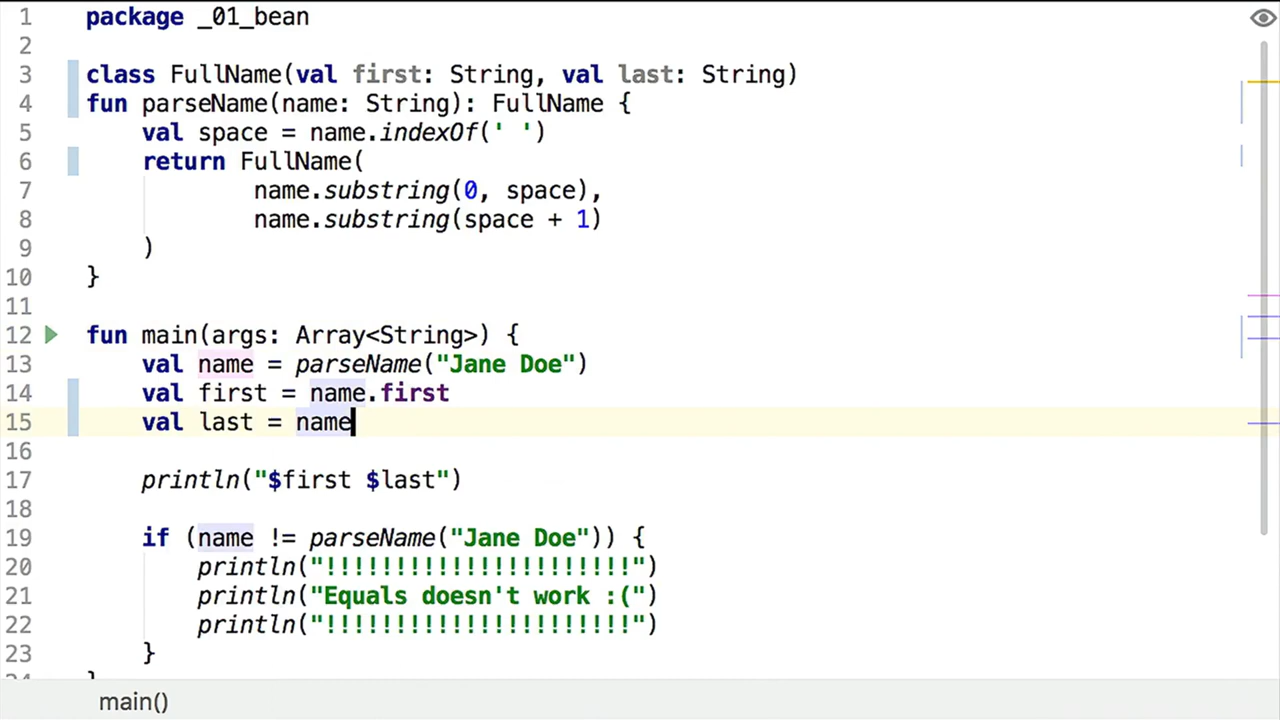 1 package _01_bean
2
3 class FullName(val first: String, val last: String)
4 fun parseName(name: String): FullName {
5 val space = name.indexOf(' ')
6 return FullName(
7 name.substring(0, space),
8 name.substring(space + 1)
9 )
10 }
11
12 fun main(args: Array<String>) {
13 val name = parseName("Jane Doe")
14 val first = name.first
15 val last = name
16
17 println("$first $last")
18
19 if (name != parseName("Jane Doe")) {
20 println("!!!!!!!!!!!!!!!!!!!!!!")
21 println("Equals doesn't work :(")
22 println("!!!!!!!!!!!!!!!!!!!!!!")
23 }
24 }
main()